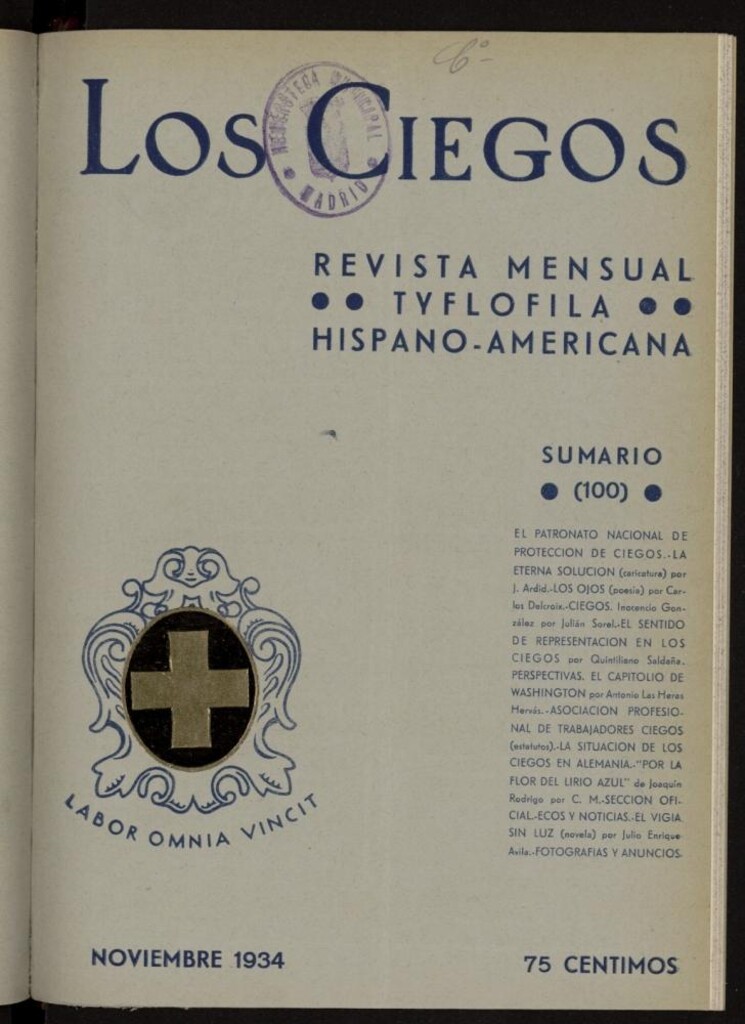 6º-
LOS CIEGOS
HEMEROTECA MUNICIPAL
MADRID
REVISTA MENSUAL
TYFLOFILA
HISPANO-AMERICANA
SUMARIO
(100)
EL PATRONATO NACIONAL DE
PROTECCION DE CIEGOS.-LA
ETERNA SOLUCION (caricatura) por
J. Ardid.-LOS OJOS (poesia) por Car-
los Delcroix.-CIEGOS. Inocencio Gon-
zález por Julián Sorel.-EL SENTIDO
DE REPRESENTACION EN LOS
CIEGOS por Quintiliano Saldaña.
PERSPECTIVAS. EL CAPITOLIO DE
WASHINGTON por Antonio Las Heras
Hervás.-ASOCIACION PROFESIO-
NAL DE TRABAJADORES CIEGOS
(estatutos).-LA SITUACION DE LOS
CIEGOS EN ALEMANIA.-"POR LA
FLOR DEL LIRIO AZUL" de Joaquín
Rodrigo por C. M.-SECCION OFI-
CIAL.-ECOS Y NOTICIAS.-EL VIGIA
SIN LUZ (novela) por Julio Enrique
Avila.-FOTOGRAFIAS Y ANUNCIOS.
LABOR OMNIA VINCIT
NOVIEMBRE 1934
75 CENTIMOS